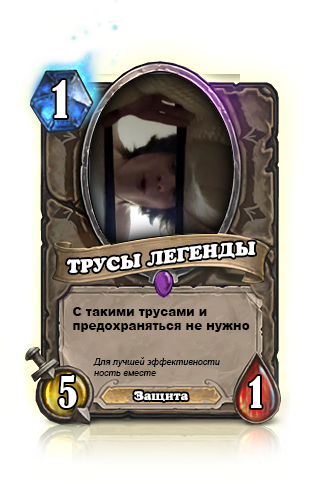 1
ТРУСЫ ЛЕГЕНДЫ
С такими трусами и
предохраняться не нужно
Для лучшей эффективности
ность вместе
5
Защита
1